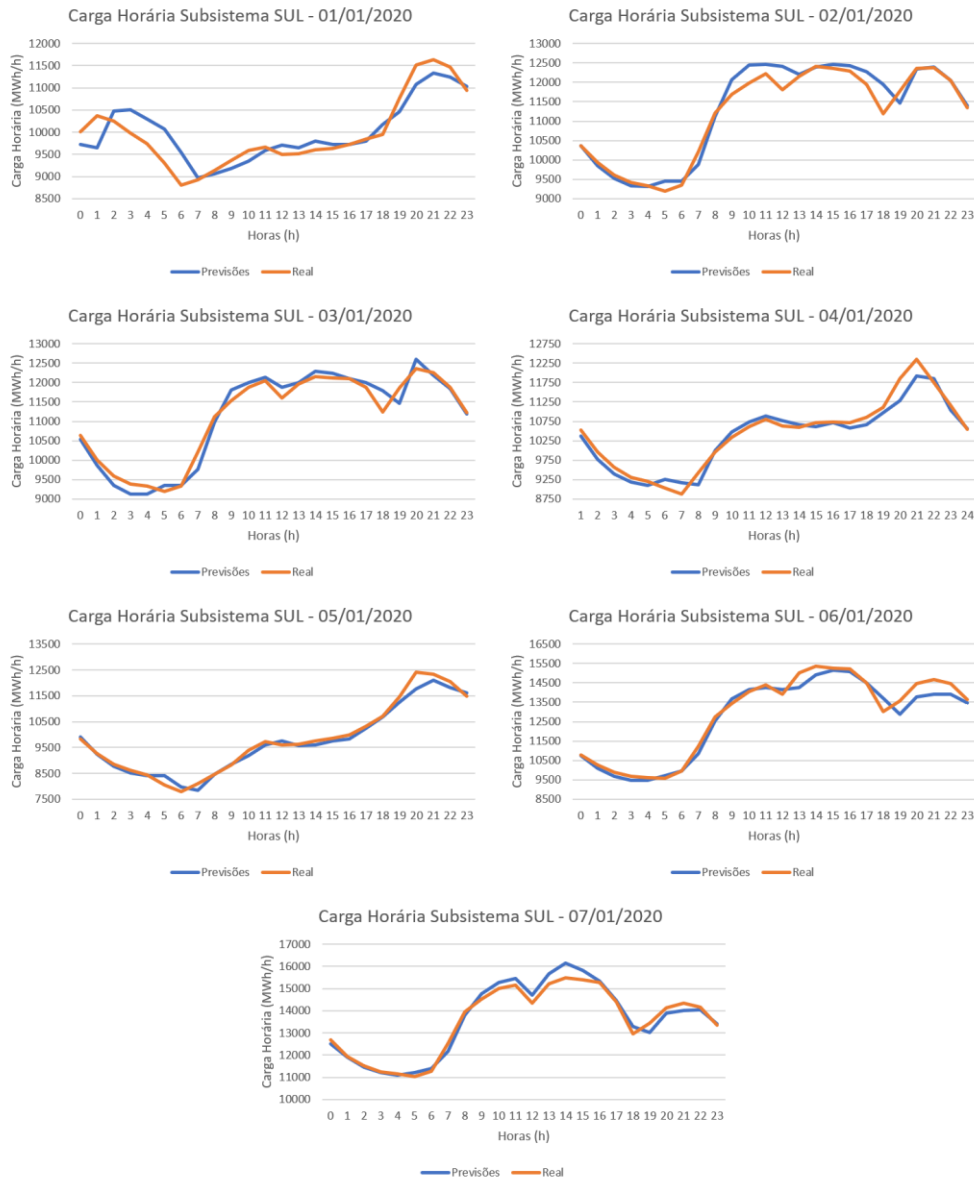 Carga Horária Subsistema SUL - 01/01/2020
Carga Horária (MWh/h)
12000
11500
11000
10500
10000
9500
9000
8500
0 1 2 3 4 5 6 7 8 9 10 11 12 13 14 15 16 17 18 19 20 21 22 23
Horas (h)
Previsões Real
Carga Horária Subsistema SUL - 02/01/2020
Carga Horária (MWh/h)
13000
12500
12000
11500
11000
10500
10000
9500
9000
0 1 2 3 4 5 6 7 8 9 10 11 12 13 14 15 16 17 18 19 20 21 22 23
Horas (h)
Previsões Real
Carga Horária Subsistema SUL - 03/01/2020
Carga Horária (MWh/h)
13000
12500
12000
11500
11000
10500
10000
9500
9000
0 1 2 3 4 5 6 7 8 9 10 11 12 13 14 15 16 17 18 19 20 21 22 23
Horas (h)
Previsões Real
Carga Horária Subsistema SUL - 04/01/2020
Carga Horária (MWh/h)
12750
12250
11750
11250
10750
10250
9750
9250
8750
1 2 3 4 5 6 7 8 9 10 11 12 13 14 15 16 17 18 19 20 21 22 23 24
Horas (h)
Previsões Real
Carga Horária Subsistema SUL - 05/01/2020
Carga Horária (MWh/h)
13500
12500
11500
10500
9500
8500
7500
0 1 2 3 4 5 6 7 8 9 10 11 12 13 14 15 16 17 18 19 20 21 22 23
Horas (h)
Previsões Real
Carga Horária Subsistema SUL - 06/01/2020
Carga Horária (MWh/h)
16500
15500
14500
13500
12500
11500
10500
9500
8500
0 1 2 3 4 5 6 7 8 9 10 11 12 13 14 15 16 17 18 19 20 21 22 23
Horas (h)
Previsões Real
Carga Horária Subsistema SUL - 07/01/2020
Carga Horária (MWh/h)
17000
16000
15000
14000
13000
12000
11000
10000
0 1 2 3 4 5 6 7 8 9 10 11 12 13 14 15 16 17 18 19 20 21 22 23
Horas (h)
Previsões Real